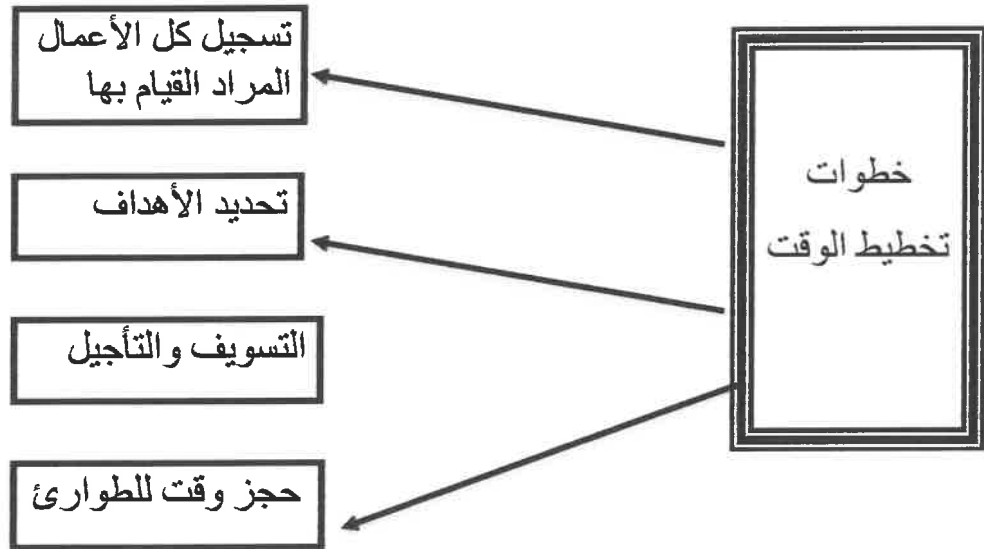 خطوات
تخطيط الوقت
تسجيل كل الأعمال
المراد القيام بها
تحديد الأهداف
التسويف والتأجيل
حجز وقت للطوارئ